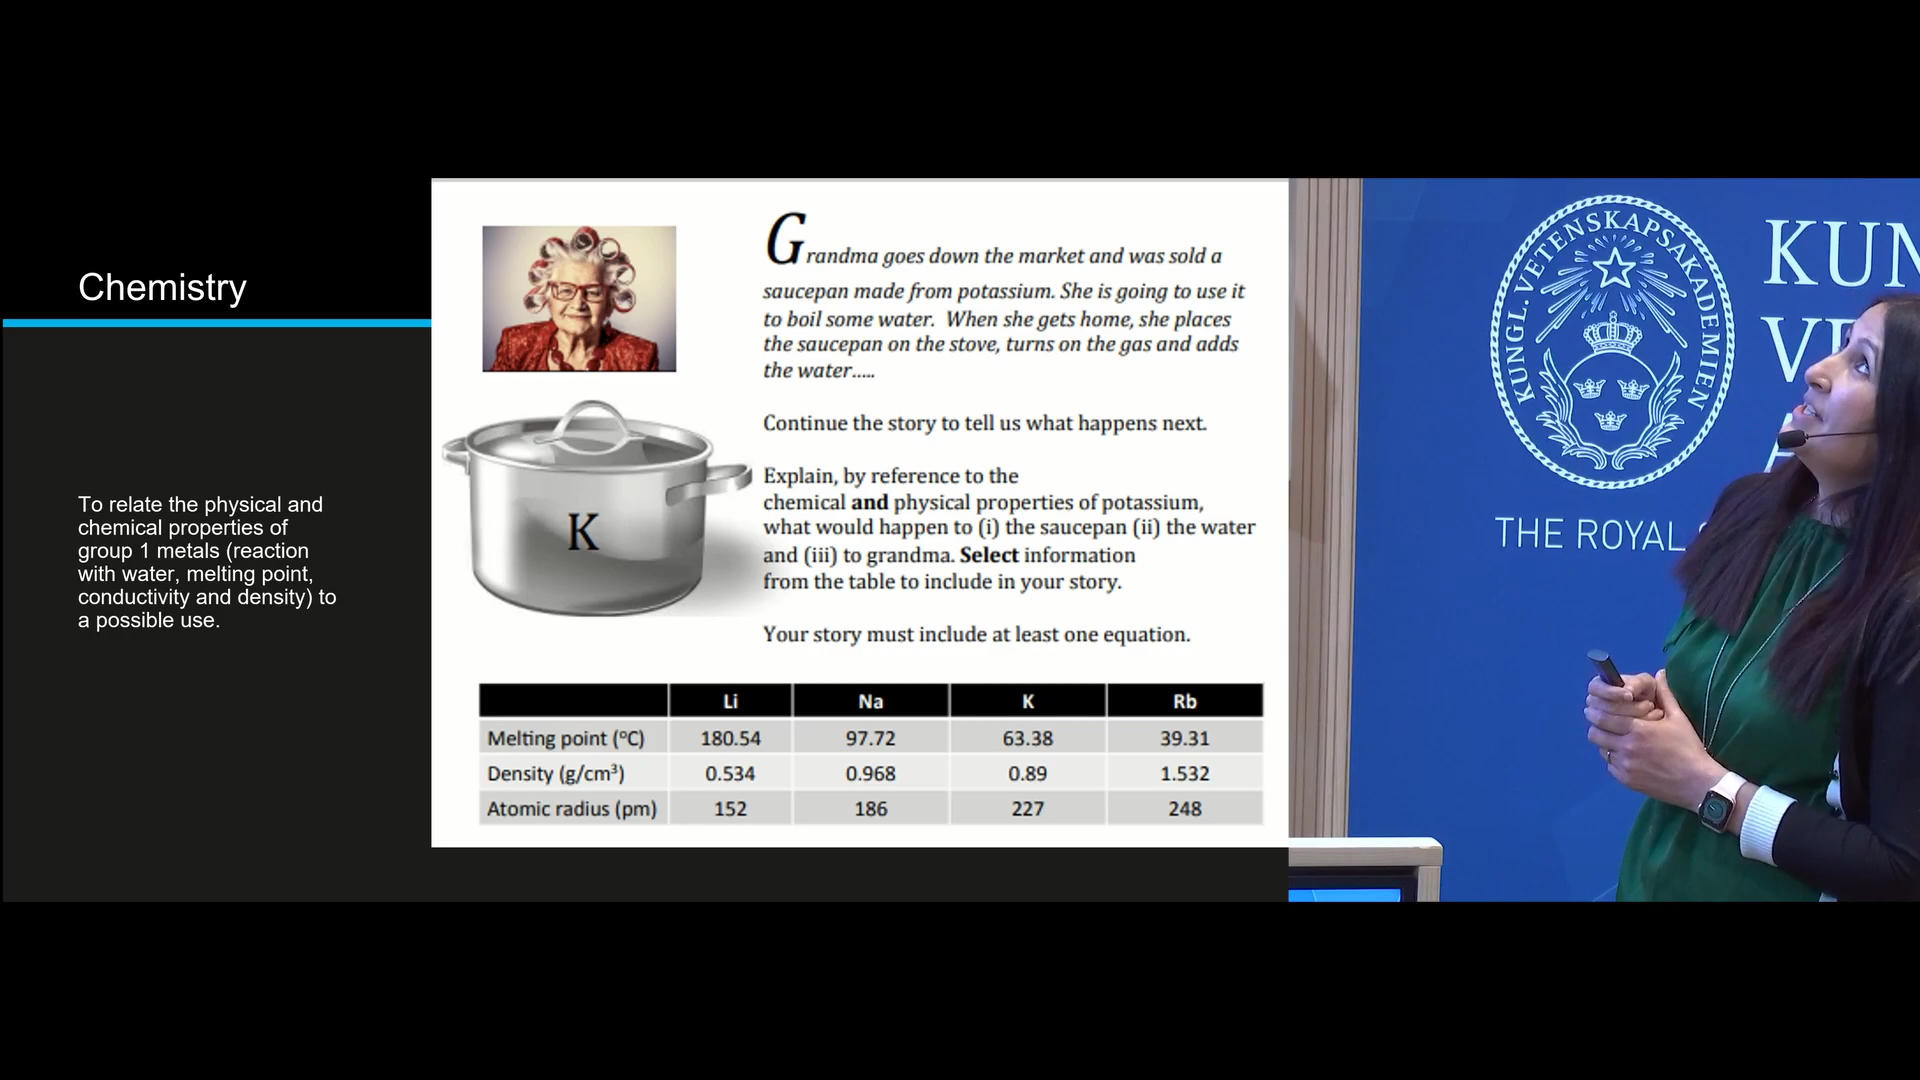 Chemistry
To relate the physical and
chemical properties of
group 1 metals (reaction
with water, melting point,
conductivity and density) to
a possible use.
Grandma goes down the market and was sold a
saucepan made from potassium. She is going to use it
to boil some water. When she gets home, she places
the saucepan on the stove, turns on the gas and adds
the water.....
Continue the story to tell us what happens next.
Explain, by reference to the
chemical and physical properties of potassium,
what would happen to (i) the saucepan (ii) the water
and (iii) to grandma. Select information
from the table to include in your story.
Your story must include at least one equation.
K
Li Na K Rb
Melting point (°C) 180.54 97.72 63.38 39.31
Density (g/cm³) 0.534 0.968 0.89 1.532
Atomic radius (pm) 152 186 227 248
KUNGL. VETENSKAPSAKADEMIEN
THE ROYAL